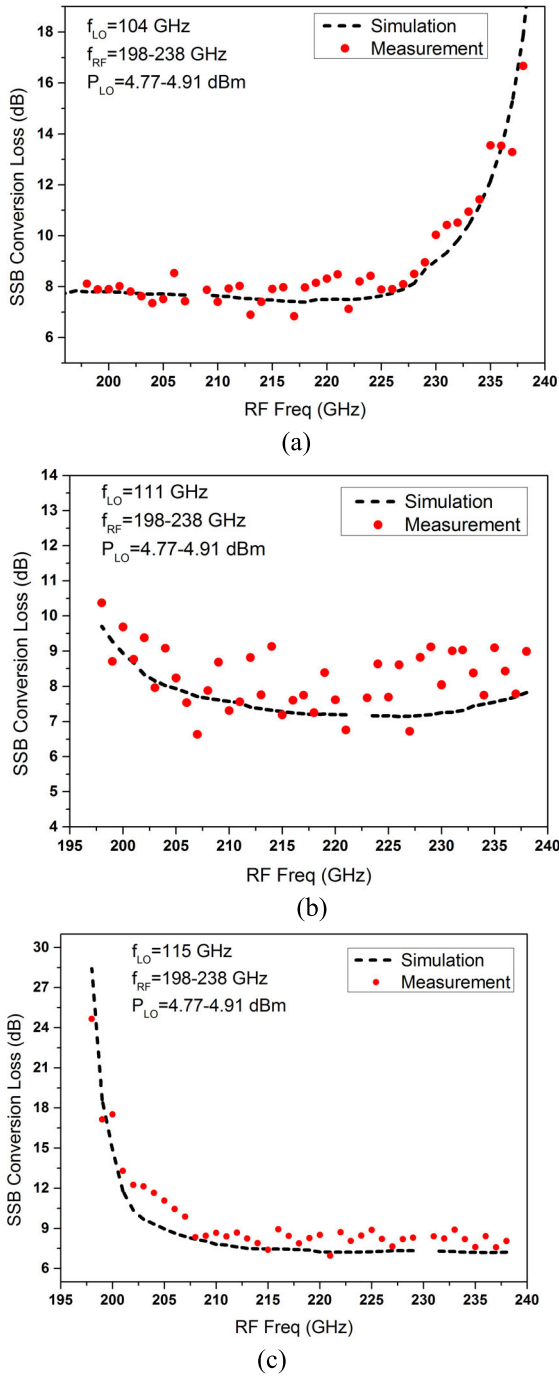 f_LO=104 GHz
f_RF=198-238 GHz
P_LO=4.77-4.91 dBm
Simulation
Measurement
SSB Conversion Loss (dB)
18
16
14
12
10
8
6
200 205 210 215 220 225 230 235 240
RF Freq (GHz)
(a)
f_LO=111 GHz
f_RF=198-238 GHz
P_LO=4.77-4.91 dBm
Simulation
Measurement
SSB Conversion Loss (dB)
14
13
12
11
10
9
8
7
6
5
4
195 200 205 210 215 220 225 230 235 240
RF Freq (GHz)
(b)
f_LO=115 GHz
f_RF=198-238 GHz
P_LO=4.77-4.91 dBm
Simulation
Measurement
SSB Conversion Loss (dB)
30
27
24
21
18
15
12
9
6
195 200 205 210 215 220 225 230 235 240
RF Freq (GHz)
(c)